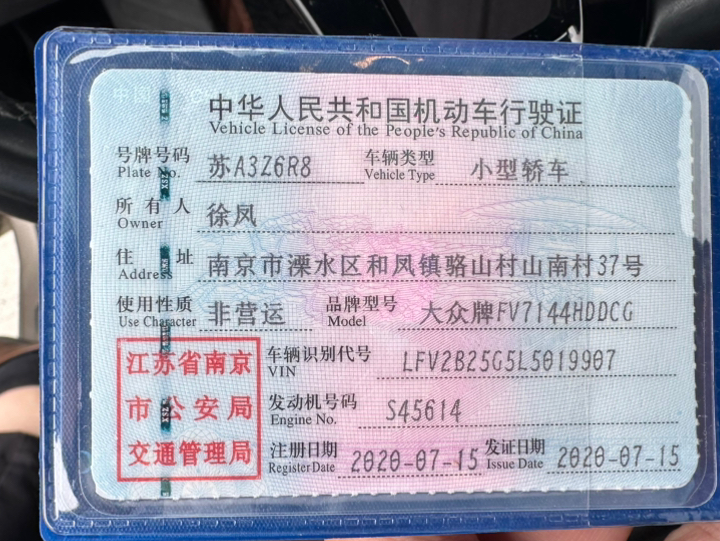 中华人民共和国机动车行驶证
Vehicle License of the People's Republic of China
号牌号码 苏A3Z6R8 车辆类型 小型轿车
Plate No. Vehicle Type
所有人 徐凤
Owner
住址 南京市溧水区和凤镇骆山村山南村37号
Address
使用性质 非营运 品牌型号 大众牌FV7144HDDCG
Use Character Model
江苏省南京
市公安局
交通管理局
车辆识别代号 LFV2B25G5L5019907
VIN
发动机号码 S45614
Engine No.
注册日期 2020-07-15 发证日期 2020-07-15
Register Date Issue Date